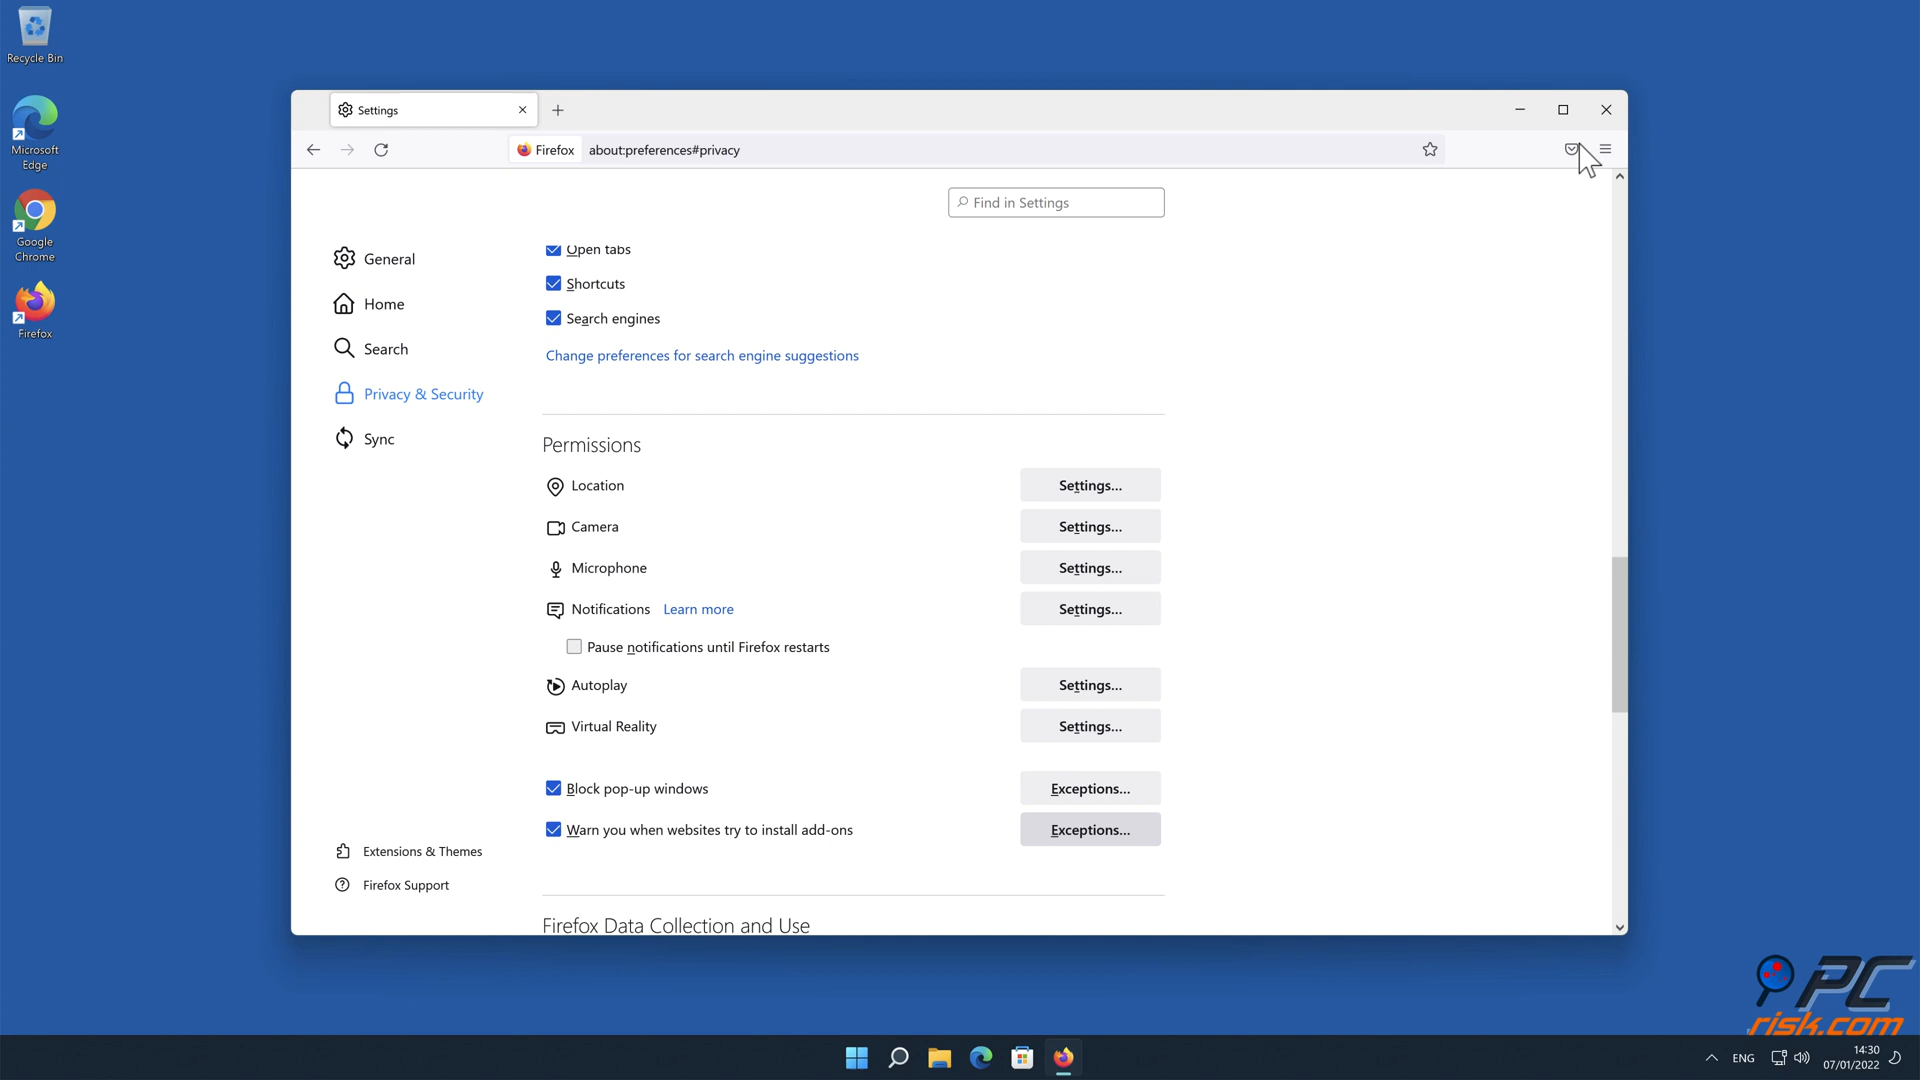 Recycle Bin
Microsoft
Edge
Google
Chrome
Firefox
Settings
Firefox
about:preferences#privacy
Find in Settings
General
Home
Search
Privacy & Security
Sync
Extensions & Themes
Firefox Support
Open tabs
Shortcuts
Search engines
Change preferences for search engine suggestions
Permissions
Location
Settings...
Camera
Settings...
Microphone
Settings...
Notifications Learn more
Settings...
Pause notifications until Firefox restarts
Autoplay
Settings...
Virtual Reality
Settings...
Block pop-up windows
Exceptions...
Warn you when websites try to install add-ons
Exceptions...
Firefox Data Collection and Use
PC
risk.com
ENG
14:30
07/01/2022